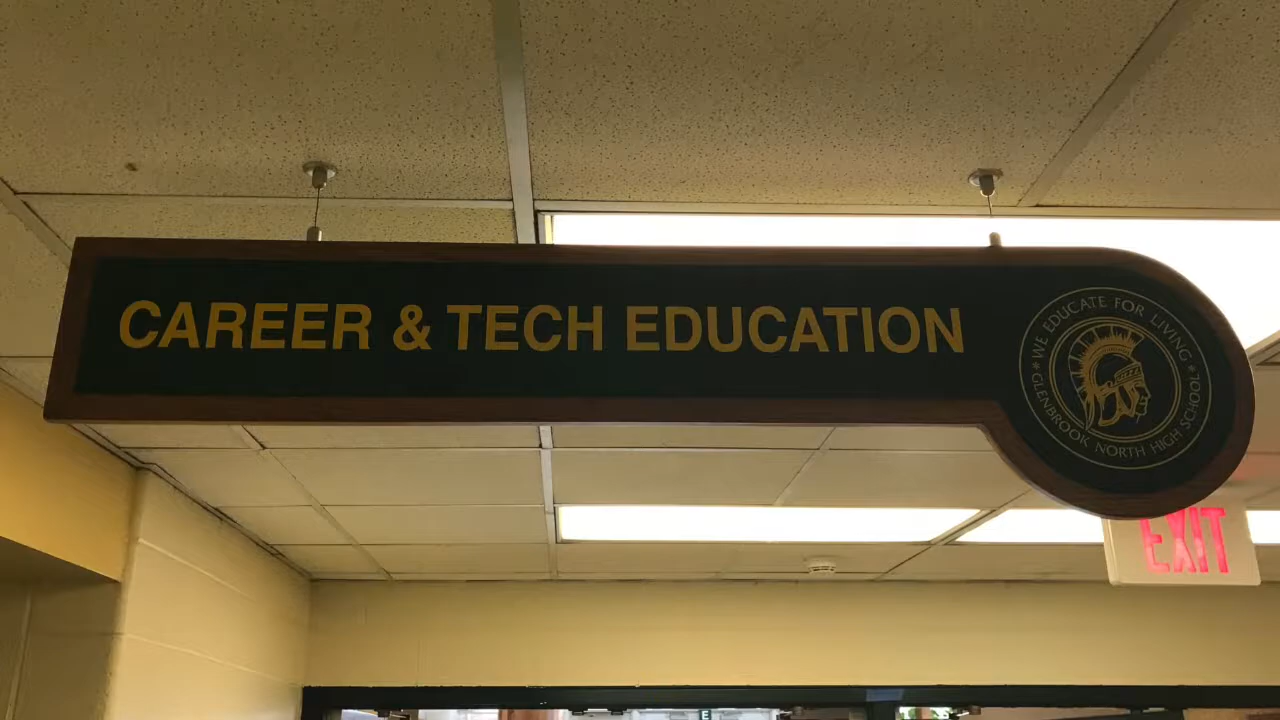 CAREER & TECH EDUCATION
WE EDUCATE FOR LIVING
* GLENBROOK NORTH HIGH SCHOOL *
EXIT
E